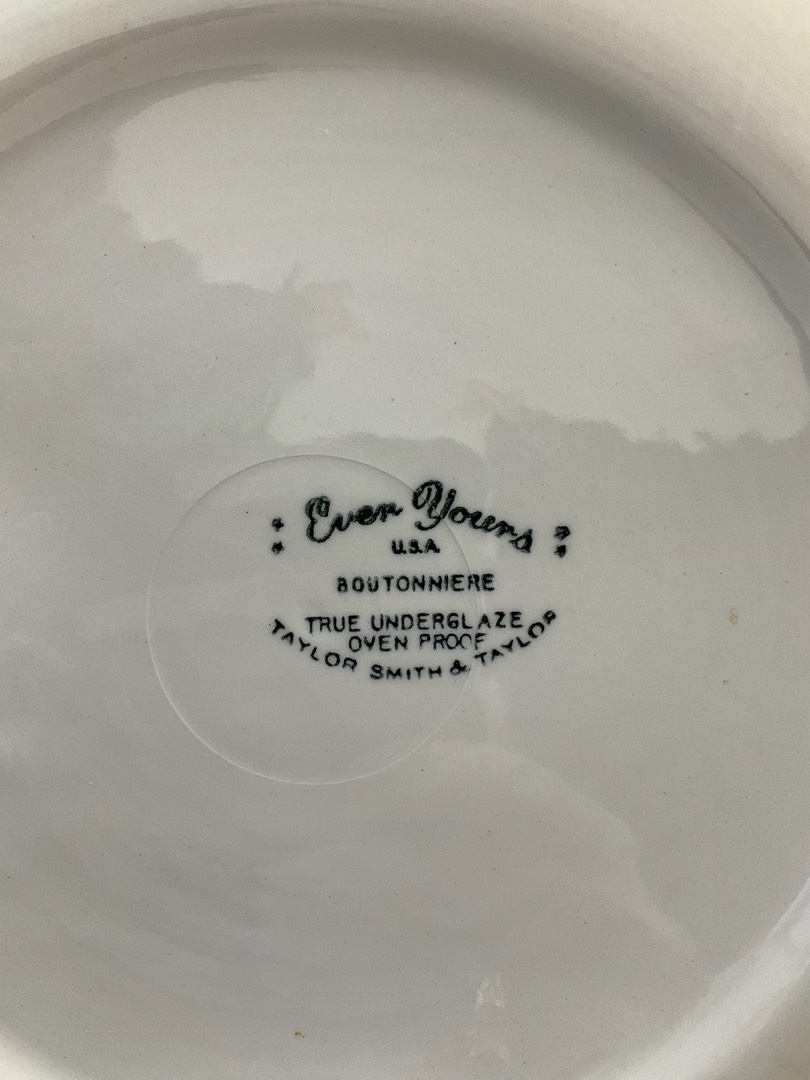 Ever Yours
U.S.A.
BOUTONNIERE
TRUE UNDERGLAZE
OVEN PROOF
TAYLOR SMITH & TAYLOR